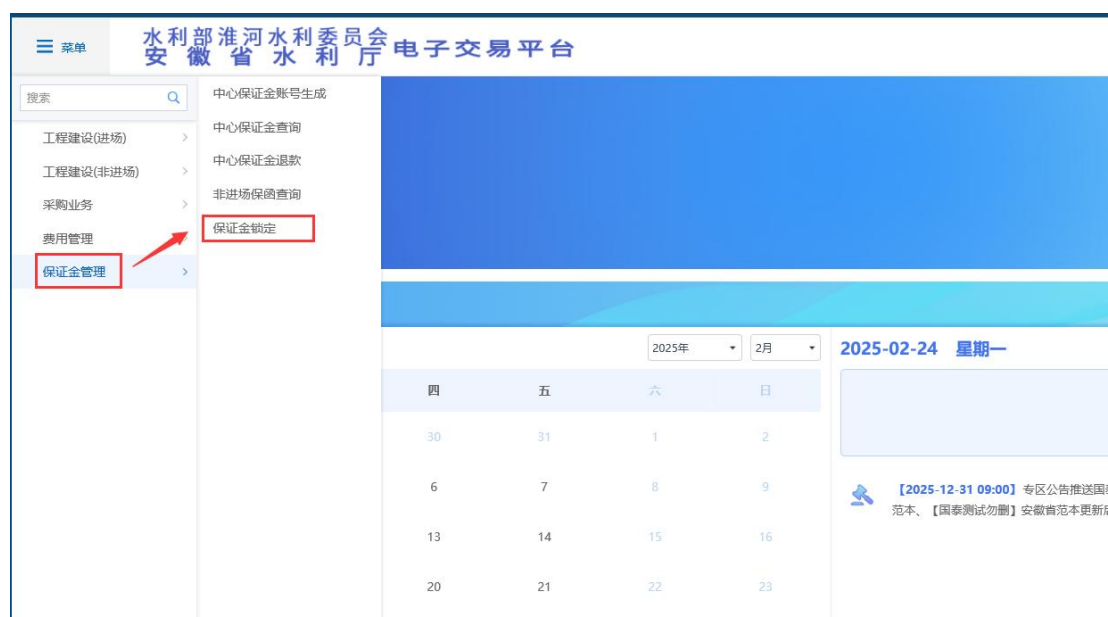 菜单
水利部淮河水利委员会
安徽省水利厅
电子交易平台
搜索
工程建设(进场)
工程建设(非进场)
采购业务
费用管理
保证金管理
中心保证金账号生成
中心保证金查询
中心保证金退款
非进场保函查询
保证金锁定
2025年 2月
四 五 六 日
30 31 1 2
6 7 8 9
13 14 15 16
20 21 22 23
2025-02-24 星期一
【2025-12-31 09:00】专区公告推送国
范本、【国泰测试勿删】安徽省范本更新